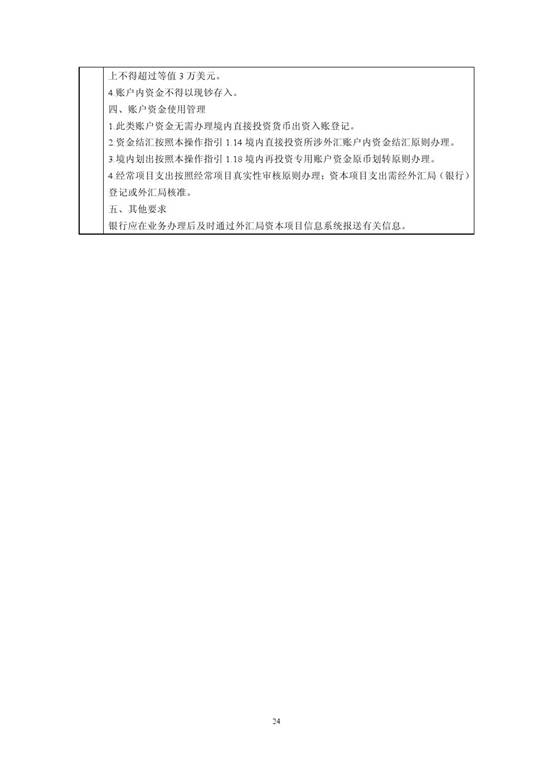 上不得超过等值 3 万美元。
4.账户内资金不得以现钞存入。
四、账户资金使用管理
1.此类账户资金无需办理境内直接投资货币出资入账登记。
2.资金结汇按照本操作指引 1.14 境内直接投资所涉外汇账户内资金结汇原则办理。
3.境内划出按照本操作指引 1.18 境内再投资专用账户资金原币划转原则办理。
4.经常项目支出按照经常项目真实性审核原则办理；资本项目支出需经外汇局（银行）
登记或外汇局核准。
五、其他要求
银行应在业务办理后及时通过外汇局资本项目信息系统报送有关信息。
24